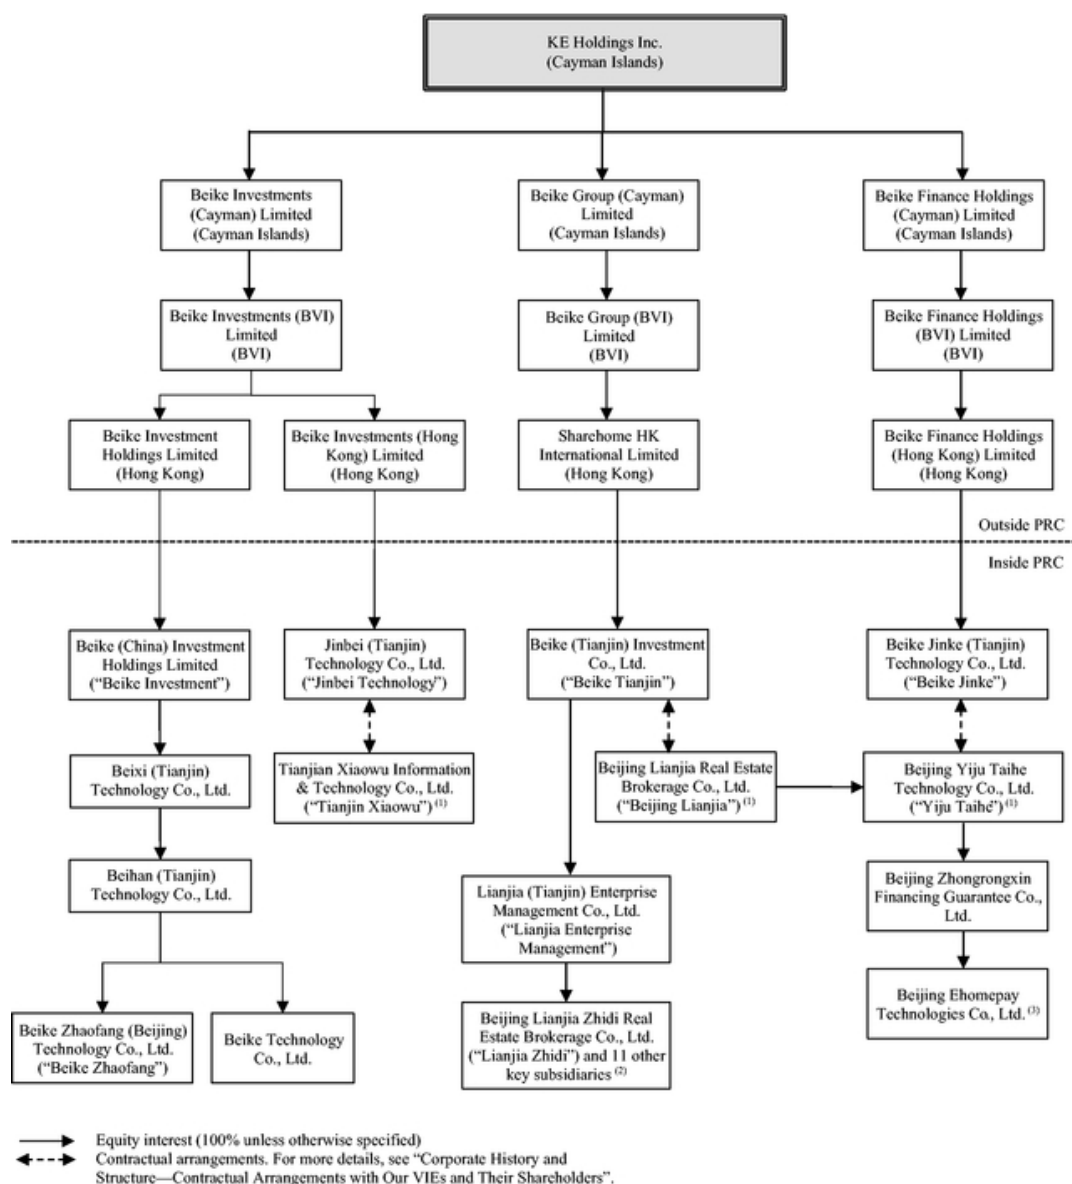 KE Holdings Inc.
(Cayman Islands)
Beike Investments
(Cayman) Limited
(Cayman Islands)
Beike Group (Cayman)
Limited
(Cayman Islands)
Beike Finance Holdings
(Cayman) Limited
(Cayman Islands)
Beike Investments (BVI)
Limited
(BVI)
Beike Group (BVI)
Limited
(BVI)
Beike Finance Holdings
(BVI) Limited
(BVI)
Beike Investment
Holdings Limited
(Hong Kong)
Beike Investments (Hong
Kong) Limited
(Hong Kong)
Sharehome HK
International Limited
(Hong Kong)
Beike Finance Holdings
(Hong Kong) Limited
(Hong Kong)
Outside PRC
Inside PRC
Beike (China) Investment
Holdings Limited
(“Beike Investment”)
Jinbei (Tianjin)
Technology Co., Ltd.
(“Jinbei Technology”)
Beike (Tianjin) Investment
Co., Ltd.
(“Beike Tianjin”)
Beike Jinke (Tianjin)
Technology Co., Ltd.
(“Beike Jinke”)
Beixi (Tianjin)
Technology Co., Ltd.
Tianjian Xiaowu Information
& Technology Co., Ltd.
(“Tianjin Xiaowu”) (1)
Beijing Lianjia Real Estate
Brokerage Co., Ltd.
(“Beijing Lianjia”) (1)
Beijing Yiju Taihe
Technology Co., Ltd.
(“Yiju Taihe”) (1)
Beihan (Tianjin)
Technology Co., Ltd.
Lianjia (Tianjin) Enterprise
Management Co., Ltd.
(“Lianjia Enterprise
Management”)
Beijing Zhongrongxin
Financing Guarantee Co.,
Ltd.
Beike Zhaofang (Beijing)
Technology Co., Ltd.
(“Beike Zhaofang”)
Beike Technology
Co., Ltd.
Beijing Lianjia Zhidi Real
Estate Brokerage Co., Ltd.
(“Lianjia Zhidi”) and 11 other
key subsidiaries (2)
Beijing Ehomepay
Technologies Co., Ltd. (3)
Equity interest (100% unless otherwise specified)
Contractual arrangements. For more details, see “Corporate History and
Structure—Contractual Arrangements with Our VIEs and Their Shareholders”.